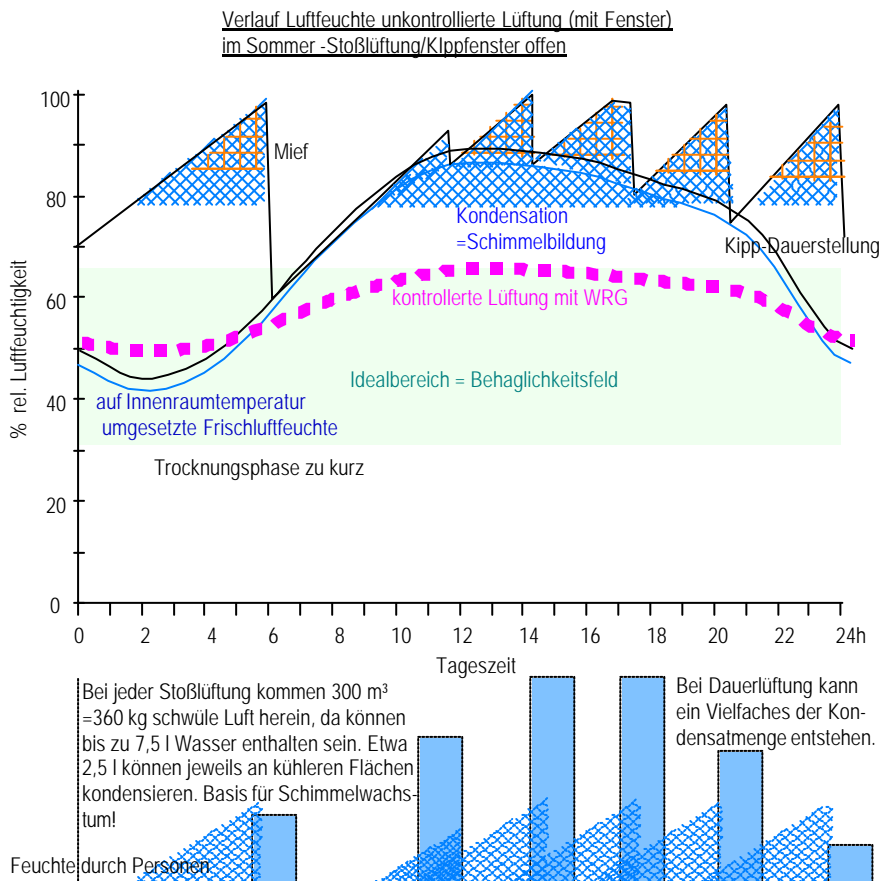 Verlauf Luftfeuchte unkontrollierte Lüftung (mit Fenster)
im Sommer -Stoßlüftung/KIppfenster offen
100
80
60
40
20
0
% rel. Luftfeuchtigkeit
Mief
Kondensation
=Schimmelbildung
Kipp-Dauerstellung
kontrollierte Lüftung mit WRG
Idealbereich = Behaglichkeitsfeld
auf Innenraumtemperatur
umgesetzte Frischluftfeuchte
Trocknungsphase zu kurz
0 2 4 6 8 10 12 14 16 18 20 22 24h
Tageszeit
Bei jeder Stoßlüftung kommen 300 m³
=360 kg schwüle Luft herein, da können
bis zu 7,5 l Wasser enthalten sein. Etwa
2,5 l können jeweils an kühleren Flächen
kondensieren. Basis für Schimmelwachs-
tum!
Bei Dauerlüftung kann
ein Vielfaches der Kon-
densatmenge entstehen.
Feuchte durch Personen